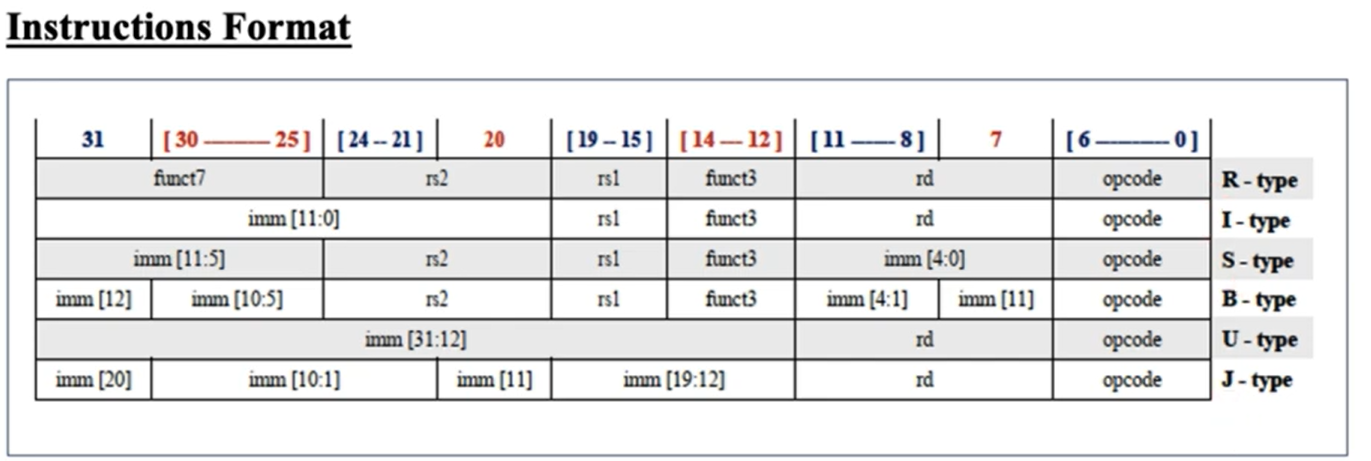 Instructions Format
31 [ 30 ——— 25 ] [ 24 -- 21 ] 20 [ 19 -- 15 ] [ 14 — 12 ] [ 11 —— 8 ] 7 [ 6 ——— 0 ]
funct7 rs2 rs1 funct3 rd opcode R - type
imm [11:0] rs1 funct3 rd opcode I - type
imm [11:5] rs2 rs1 funct3 imm [4:0] opcode S - type
imm [12] imm [10:5] rs2 rs1 funct3 imm [4:1] imm [11] opcode B - type
imm [31:12] rd opcode U - type
imm [20] imm [10:1] imm [11] imm [19:12] rd opcode J - type